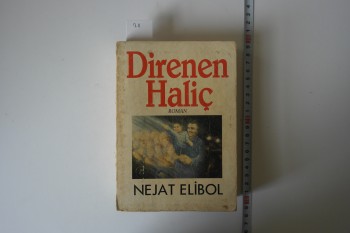 Direnen
Haliç
ROMAN
NEJAT ELİBOL